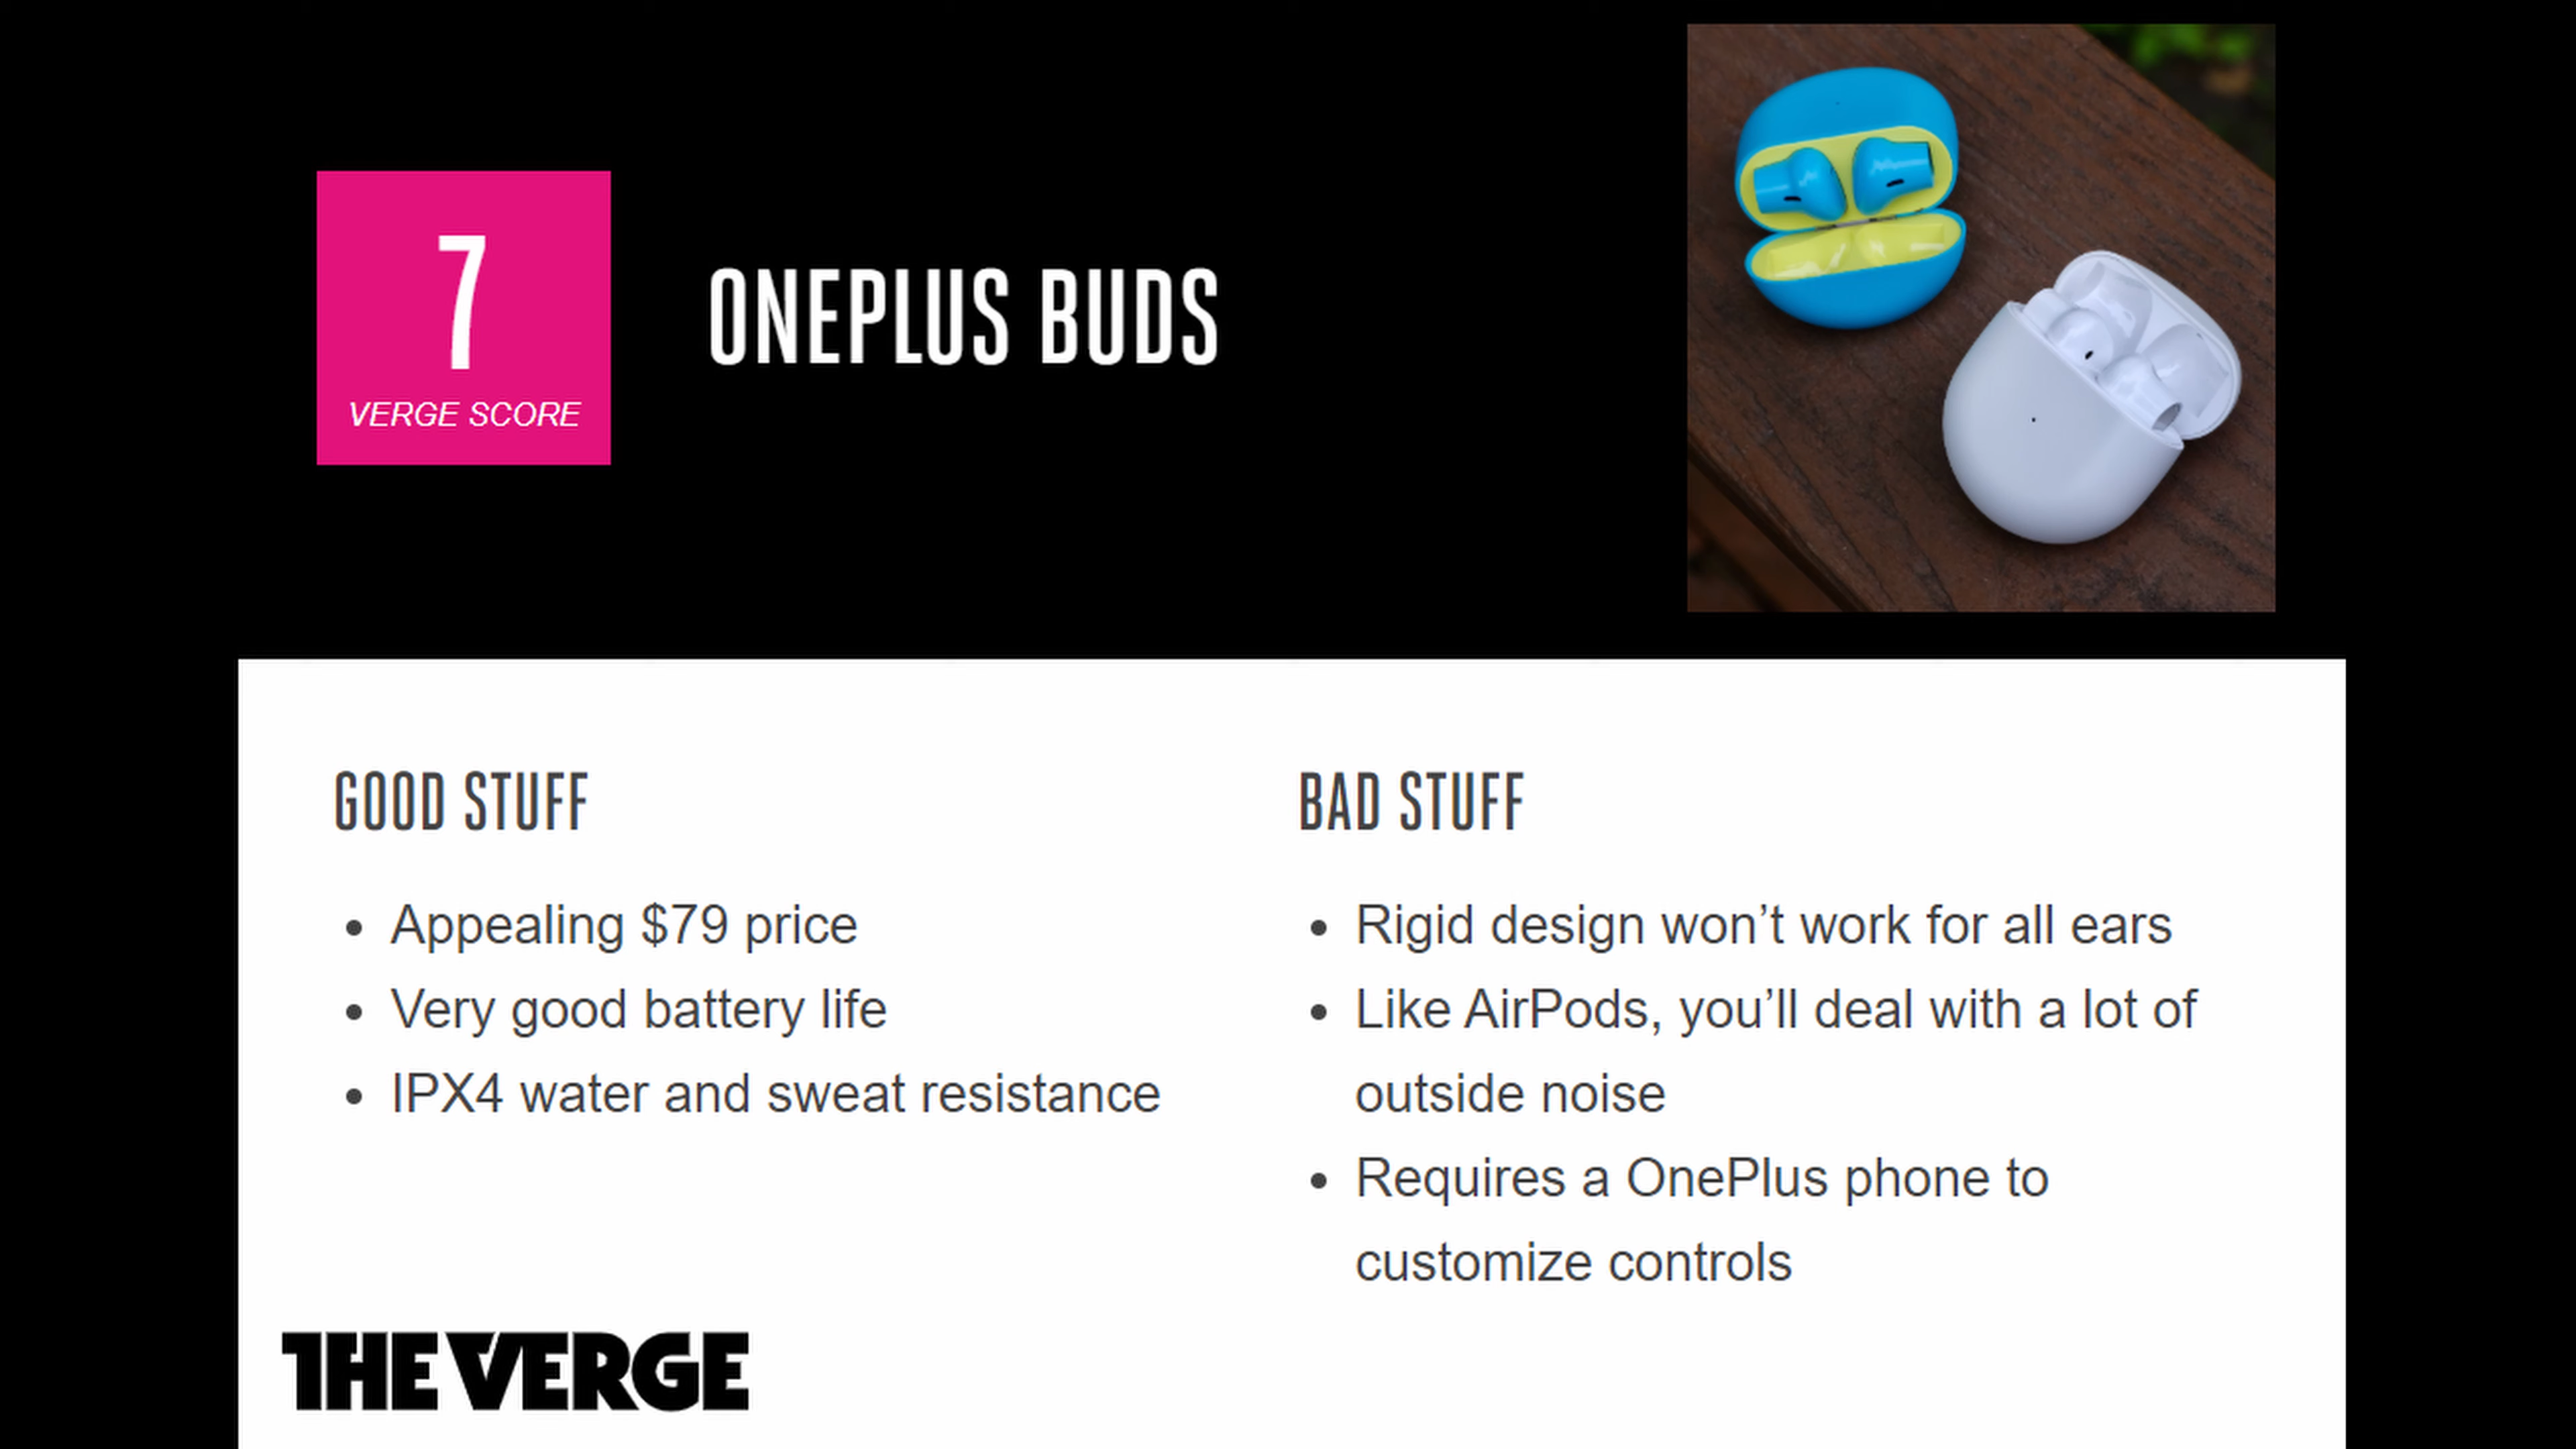 7
VERGE SCORE
ONEPLUS BUDS
GOOD STUFF
• Appealing $79 price
• Very good battery life
• IPX4 water and sweat resistance
BAD STUFF
• Rigid design won’t work for all ears
• Like AirPods, you’ll deal with a lot of
outside noise
• Requires a OnePlus phone to
customize controls
THE VERGE